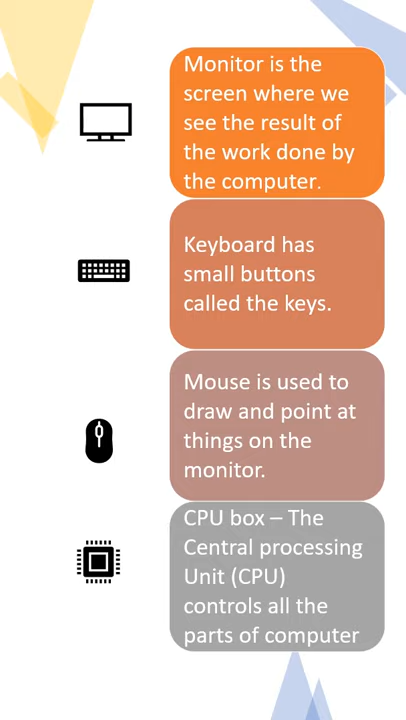 Monitor is the
screen where we
see the result of
the work done by
the computer.
Keyboard has
small buttons
called the keys.
Mouse is used to
draw and point at
things on the
monitor.
CPU box – The
Central processing
Unit (CPU)
controls all the
parts of computer